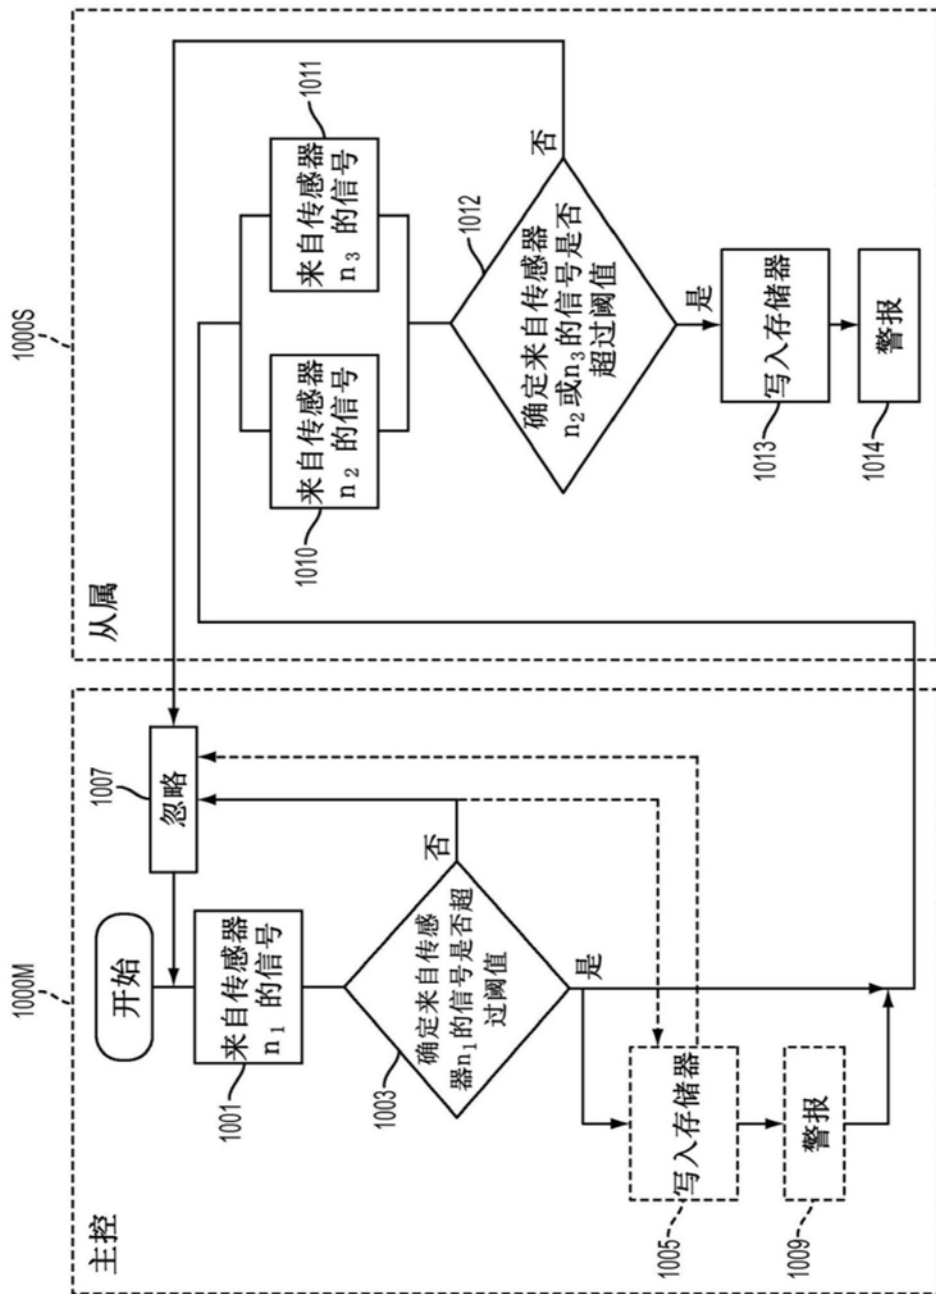 1000M
主控
开始
1007
忽略
1001
来自传感器
n₁ 的信号
1003
确定来自传感
器n₁的信号是否超
过阈值
否
是
1005
写入存储器
1009
警报
1000S
从属
1010
来自传感器
n₂ 的信号
1011
来自传感器
n₃ 的信号
1012
确定来自传感器
n₂或n₃的信号是否
超过阈值
否
是
1013
写入存储器
1014
警报